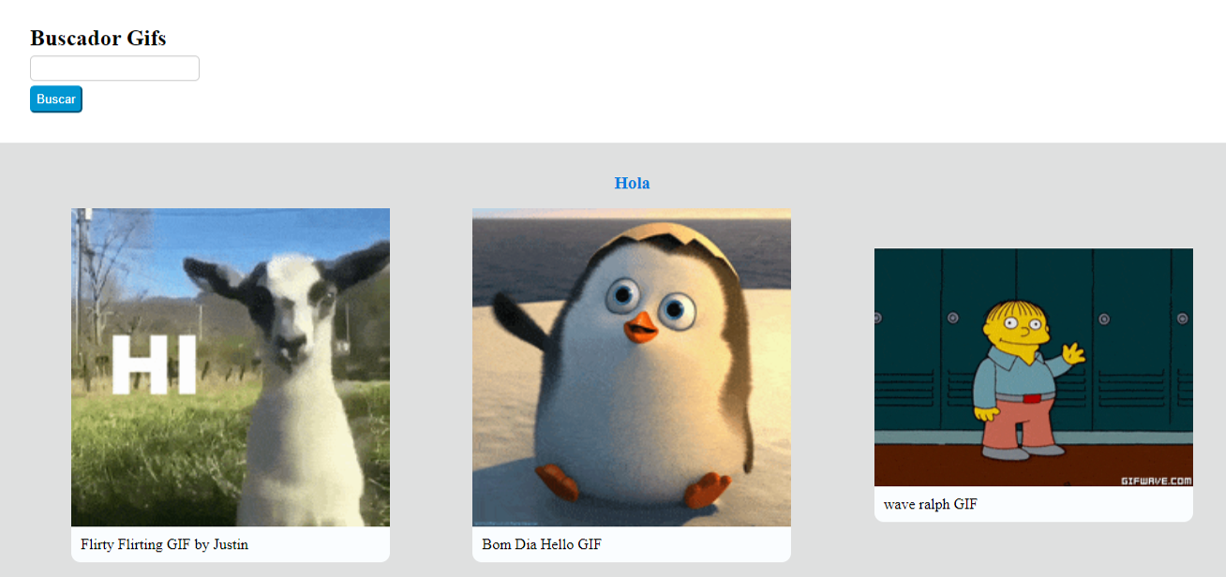 Buscador Gifs
Buscar
Hola
HI
GIFWAVE.COM
wave ralph GIF
Flirty Flirting GIF by Justin
Bom Dia Hello GIF